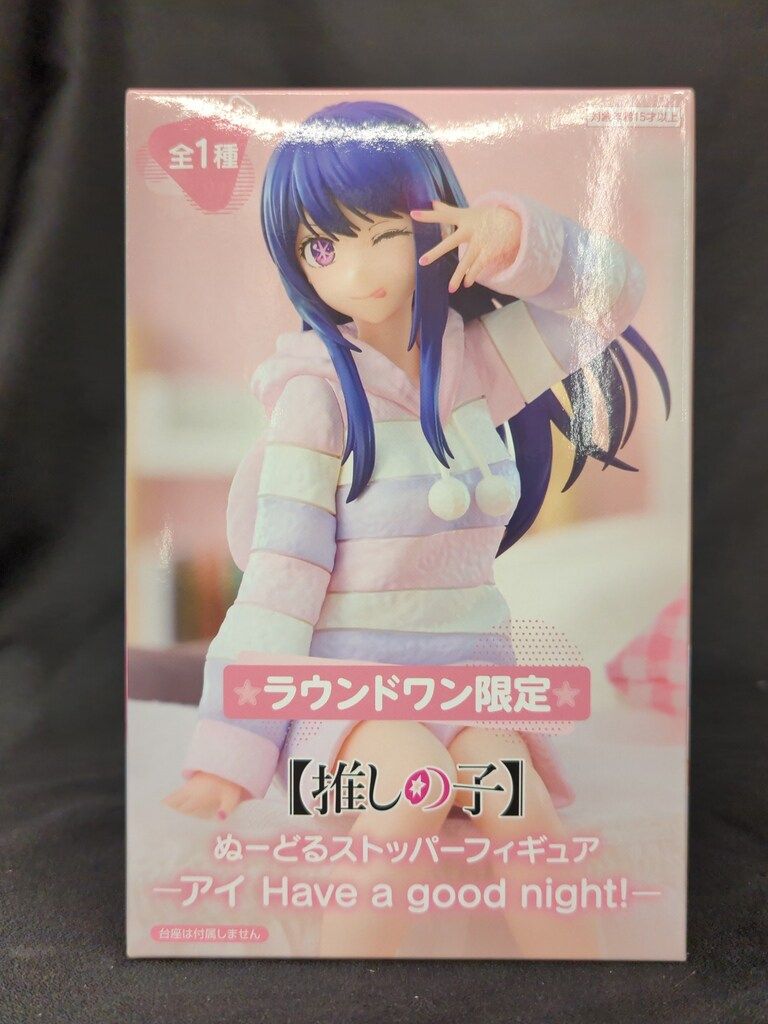 全1種
対象年齢15才以上
ラウンドワン限定
【推しの子】
ぬーどるストッパーフィギュア
―アイ Have a good night!―
台座は付属しません